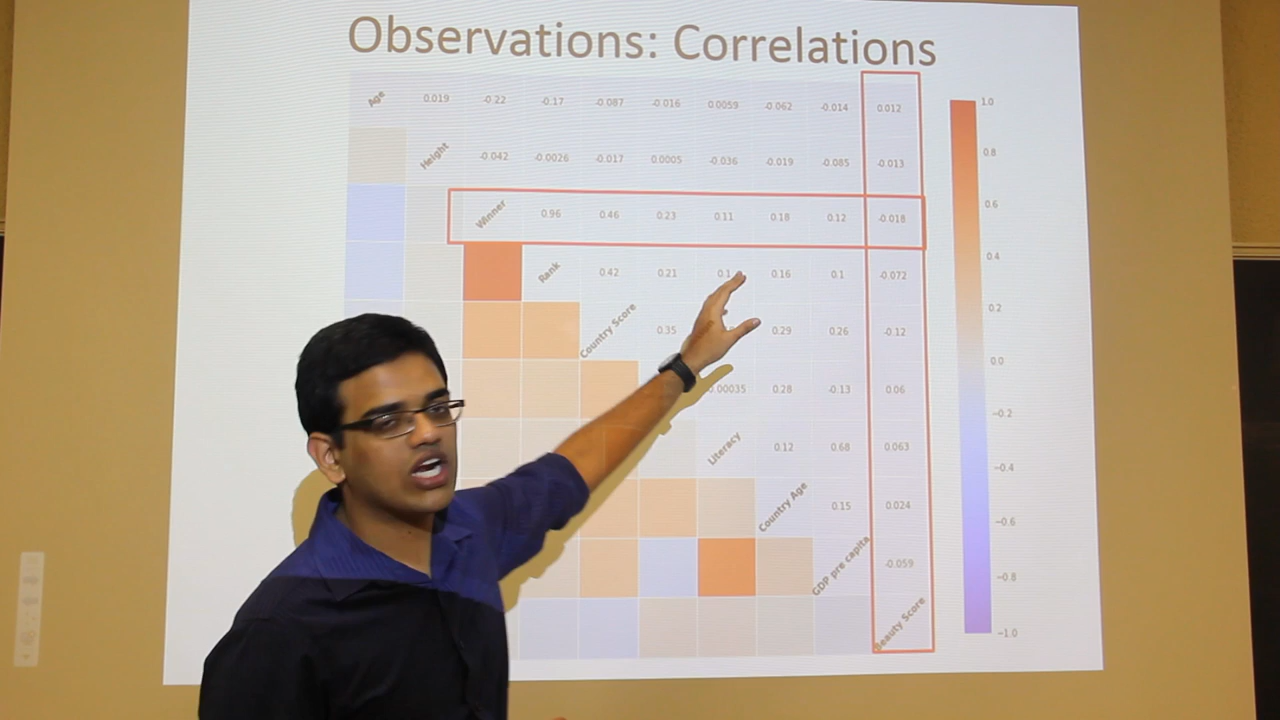 Observations: Correlations
Age 0.019 -0.22 -0.17 -0.087 -0.016 0.0059 -0.062 -0.014 0.012
Height -0.042 -0.0026 -0.017 0.0005 -0.036 -0.019 -0.085 -0.013
Winner 0.96 0.46 0.23 0.11 0.18 0.12 -0.018
Rank 0.42 0.21 0.1 0.16 0.1 -0.072
Country Score 0.35 0.29 0.26 -0.12
0.00035 0.28 -0.13 0.06
Literacy 0.12 0.68 0.063
Country Age 0.15 0.024
GDP pre capita -0.059
Beauty Score
1.0
0.8
0.6
0.4
0.2
0.0
-0.2
-0.4
-0.6
-0.8
-1.0